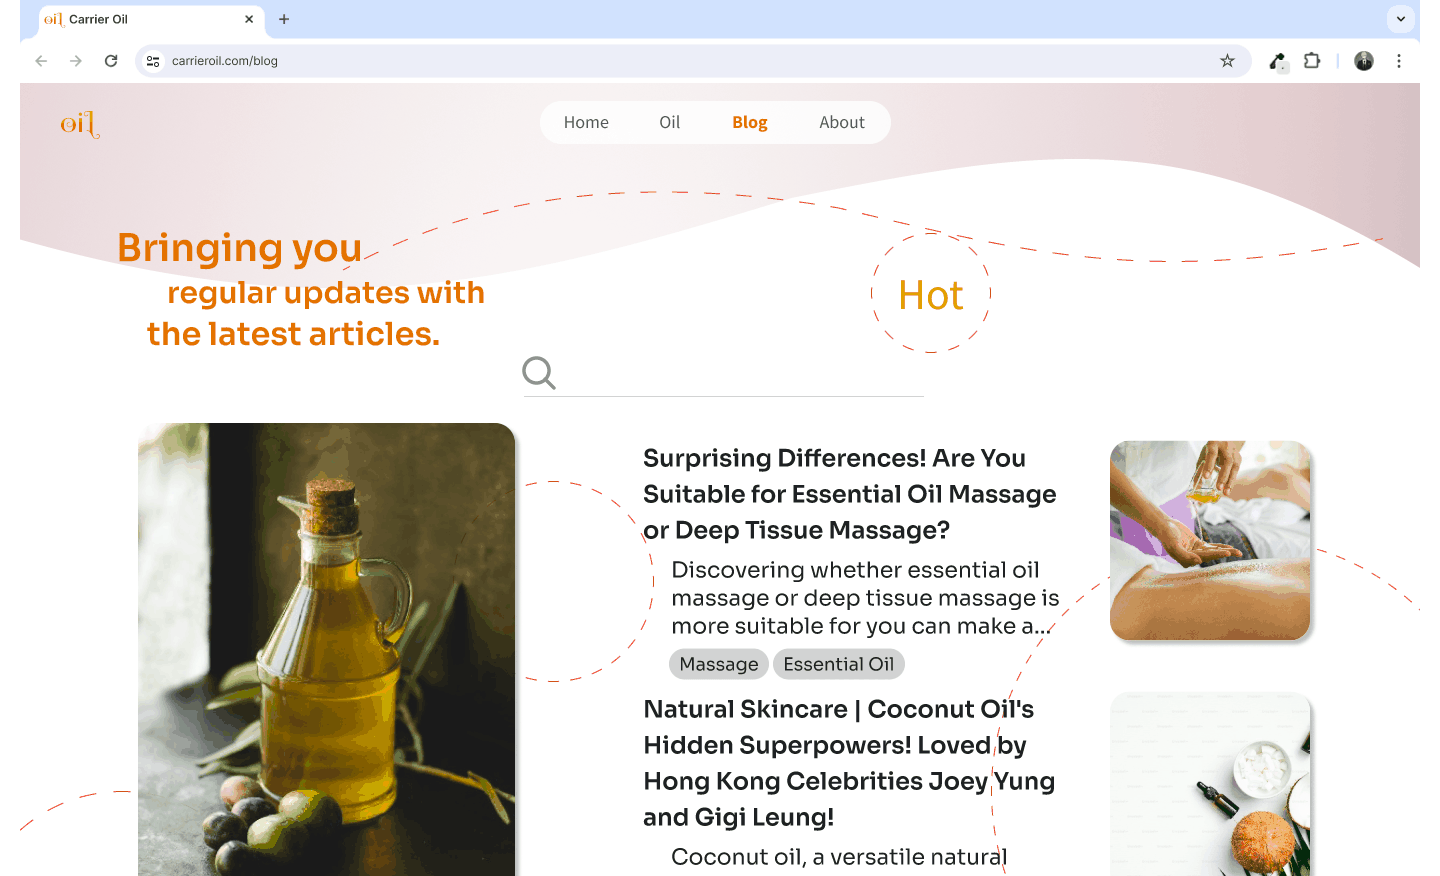 oil Carrier Oil
carrieroil.com/blog
oil
Home Oil Blog About
Bringing you
regular updates with
the latest articles.
Hot
Surprising Differences! Are You
Suitable for Essential Oil Massage
or Deep Tissue Massage?
Discovering whether essential oil
massage or deep tissue massage is
more suitable for you can make a...
Massage Essential Oil
Natural Skincare | Coconut Oil's
Hidden Superpowers! Loved by
Hong Kong Celebrities Joey Yung
and Gigi Leung!
Coconut oil, a versatile natural